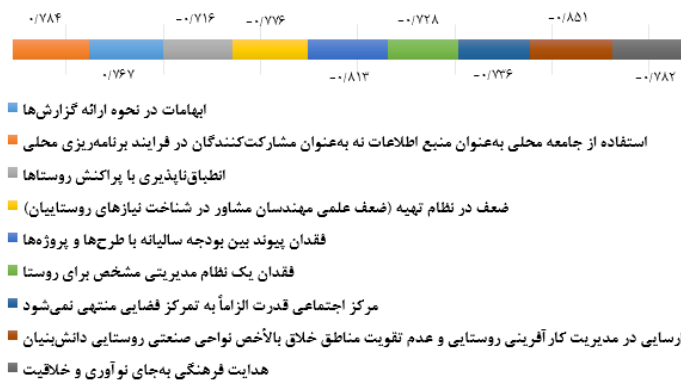 ۰/۷۸۴ -۰/۷۱۶ -۰/۷۷۶ -۰/۷۲۸ -۰/۸۵۱
۰/۷۶۷ -۰/۸۱۳ -۰/۷۳۶ -۰/۷۸۲
ابهامات در نحوه ارائه گزارش‌ها
استفاده از جامعه محلی به‌عنوان منبع اطلاعات نه به‌عنوان مشارکت‌کنندگان در فرایند برنامه‌ریزی محلی
انطباق‌ناپذیری با پراکنش روستاها
ضعف در نظام تهیه (ضعف علمی مهندسان مشاور در شناخت نیازهای روستاییان)
فقدان پیوند بین بودجه سالیانه با طرح‌ها و پروژه‌ها
فقدان یک نظام مدیریتی مشخص برای روستا
مرکز اجتماعی قدرت الزاماً به تمرکز فضایی منتهی نمی‌شود
رسایی در مدیریت کارآفرینی روستایی و عدم تقویت مناطق خلاق بالأخص نواحی صنعتی روستایی دانش‌بنیان
هدایت فرهنگی به‌جای نوآوری و خلاقیت